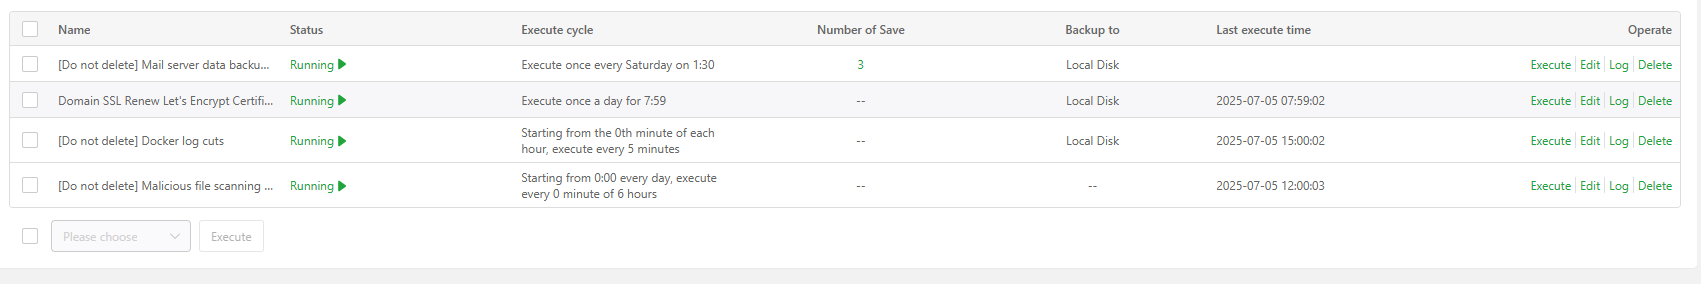 Name Status Execute cycle Number of Save Backup to Last execute time Operate
[Do not delete] Mail server data backu... Running Execute once every Saturday on 1:30 3 Local Disk Execute Edit Log Delete
Domain SSL Renew Let's Encrypt Certifi... Running Execute once a day for 7:59 -- Local Disk 2025-07-05 07:59:02 Execute Edit Log Delete
[Do not delete] Docker log cuts Running Starting from the 0th minute of each
hour, execute every 5 minutes -- Local Disk 2025-07-05 15:00:02 Execute Edit Log Delete
[Do not delete] Malicious file scanning ... Running Starting from 0:00 every day, execute
every 0 minute of 6 hours -- -- 2025-07-05 12:00:03 Execute Edit Log Delete
Please choose Execute